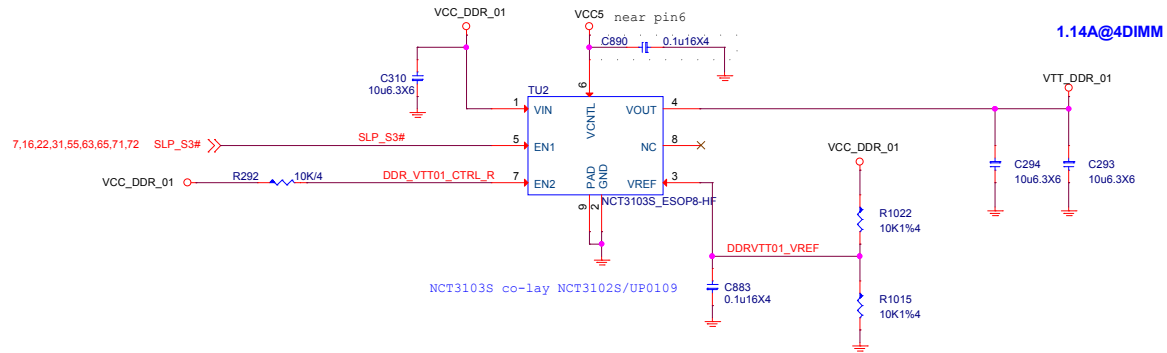 VCC_DDR_01
VCC5
near pin6
1.14A@4DIMM
C890
0.1u16X4
VTT_DDR_01
C310
10u6.3X6
6
TU2
1
VIN
VCNTL
VOUT
4
7,16,22,31,55,63,65,71,72
SLP_S3#
SLP_S3#
5
EN1
NC
8
VCC_DDR_01
VCC_DDR_01
R292
10K/4
DDR_VTT01_CTRL_R
7
EN2
PAD
GND
VREF
3
C294
10u6.3X6
C293
10u6.3X6
9
2
NCT3103S_ESOP8-HF
R1022
10K1%4
DDRVTT01_VREF
NCT3103S co-lay NCT3102S/UP0109
C883
0.1u16X4
R1015
10K1%4